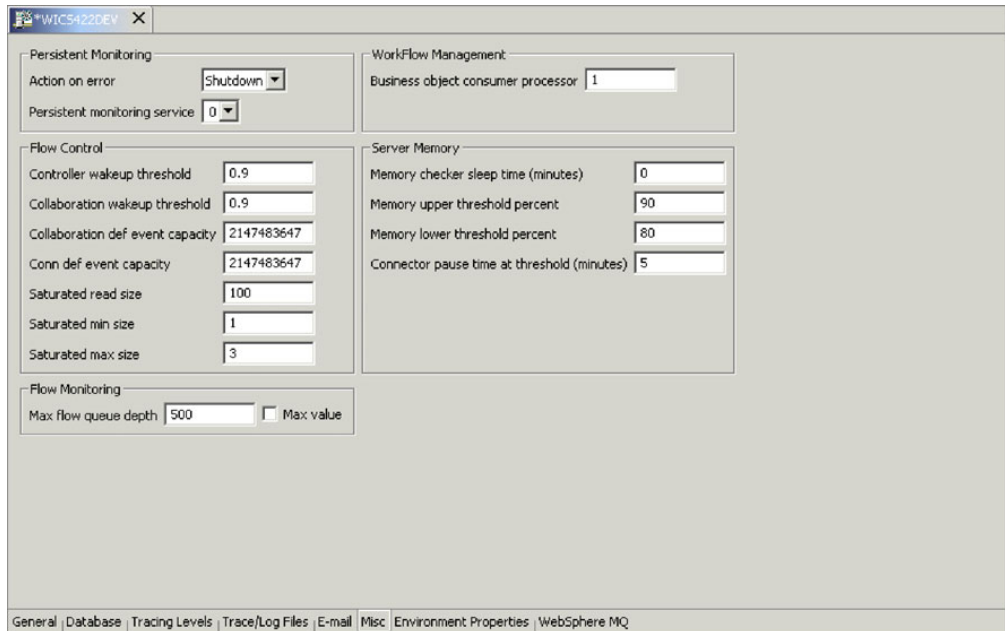 *WICS422DEV
Persistent Monitoring
Action on error Shutdown
Persistent monitoring service 0
WorkFlow Management
Business object consumer processor 1
Flow Control
Controller wakeup threshold 0.9
Collaboration wakeup threshold 0.9
Collaboration def event capacity 2147483647
Conn def event capacity 2147483647
Saturated read size 100
Saturated min size 1
Saturated max size 3
Server Memory
Memory checker sleep time (minutes) 0
Memory upper threshold percent 90
Memory lower threshold percent 80
Connector pause time at threshold (minutes) 5
Flow Monitoring
Max flow queue depth 500 Max value
General Database Tracing Levels Trace/Log Files E-mail Misc Environment Properties WebSphere MQ